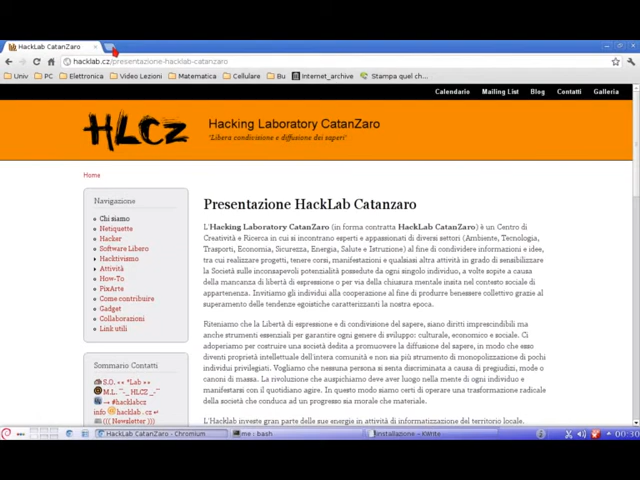 HackLab CatanZaro
hacklab.cz/presentazione-hacklab-catanzaro
Univ
Elettronica
Video Lezioni
Matematica
Cellulare
Bu
Internet_archive
Stampa quel che...
Calendario
Mailing List
Blog
Contatti
Galleria
HLCZ
Hacking Laboratory CatanZaro
"Libera condivisione e diffusione dei saperi"
Home
Navigazione
Chi siamo
Netiquette
Hacker
Software Libero
Hacktivismo
Attività
How-To
PixArte
Come contribuire
Gadget
Collaborazioni
Link utili
Sommario Contatti
S.O. ++ *Lab ++
M.L. ~-_ HLCZ _-~
→ #hacklabcz
info @ hacklab . cz ↵
((( Newsletter )))
Presentazione HackLab Catanzaro
L'Hacking Laboratory CatanZaro (in forma contratta HackLab CatanZaro) è un Centro di
Creatività e Ricerca in cui si incontrano esperti e appassionati di diversi settori (Ambiente, Tecnologia,
Trasporti, Economia, Sicurezza, Energia, Salute e Istruzione) al fine di condividere informazioni e idee,
tra cui realizzare progetti, tenere corsi, manifestazioni e qualsiasi altra attività in grado di sensibilizzare
la Società sulle inconsapevoli potenzialità possedute da ogni singolo individuo, a volte sopite a causa
della mancanza di libertà di espressione o per via della chiusura mentale insita nel contesto sociale di
appartenenza. Invitiamo gli individui alla cooperazione al fine di produrre benessere collettivo grazie al
superamento delle tendenze egoistiche caratterizzanti la nostra epoca.
Riteniamo che la Libertà di espressione e di condivisione del sapere, siano diritti imprescindibili ma
anche strumenti essenziali per garantire ogni genere di sviluppo: culturale, economico e sociale. Ci
adoperiamo per costruire una società dedita a promuovere la diffusione del sapere, in modo che esso
diventi proprietà intellettuale dell'intera comunità e non sia più strumento di monopolizzazione di pochi
individui privilegiati. Vogliamo che nessuno si senta discriminato a causa di pregiudizi, mode o
canoni di massa. La rivoluzione che auspichiamo deve aver luogo nella mente di ogni individuo e
manifestarsi con il quotidiano agire. In questo modo siamo certi di operare una trasformazione radicale
della società che conduca ad un progresso sia morale che materiale.
L'Hacklab investe gran parte delle sue energie in attività di informatizzazione del territorio locale.
HackLab CatanZaro - Chromium
me : bash
Installazione - KWrite
00:30